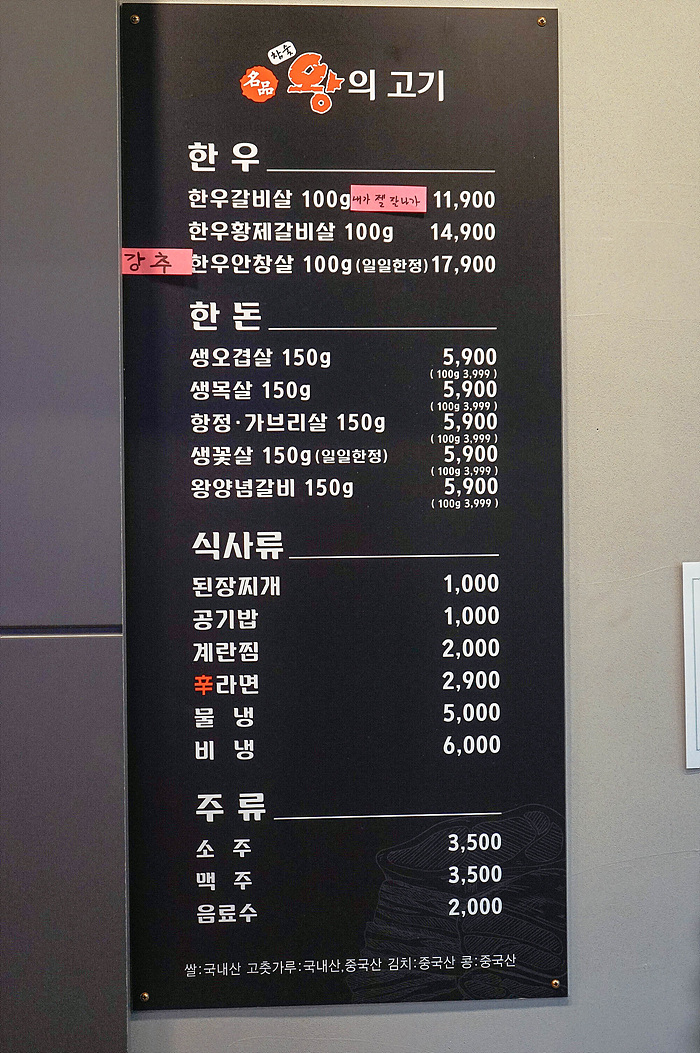 참숯
名品 왕의 고기
한 우
한우갈비살 100g 내가 젤 잘나가 11,900
한우황제갈비살 100g 14,900
강추 한우안창살 100g (일일한정) 17,900
한 돈
생오겹살 150g 5,900
( 100g 3,999 )
생목살 150g 5,900
( 100g 3,999 )
항정·가브리살 150g 5,900
( 100g 3,999 )
생꽃살 150g (일일한정) 5,900
( 100g 3,999 )
왕양념갈비 150g 5,900
( 100g 3,999 )
식사류
된장찌개 1,000
공기밥 1,000
계란찜 2,000
辛라면 2,900
물 냉 5,000
비 냉 6,000
주 류
소 주 3,500
맥 주 3,500
음료수 2,000
쌀:국내산 고춧가루:국내산,중국산 김치:중국산 콩:중국산